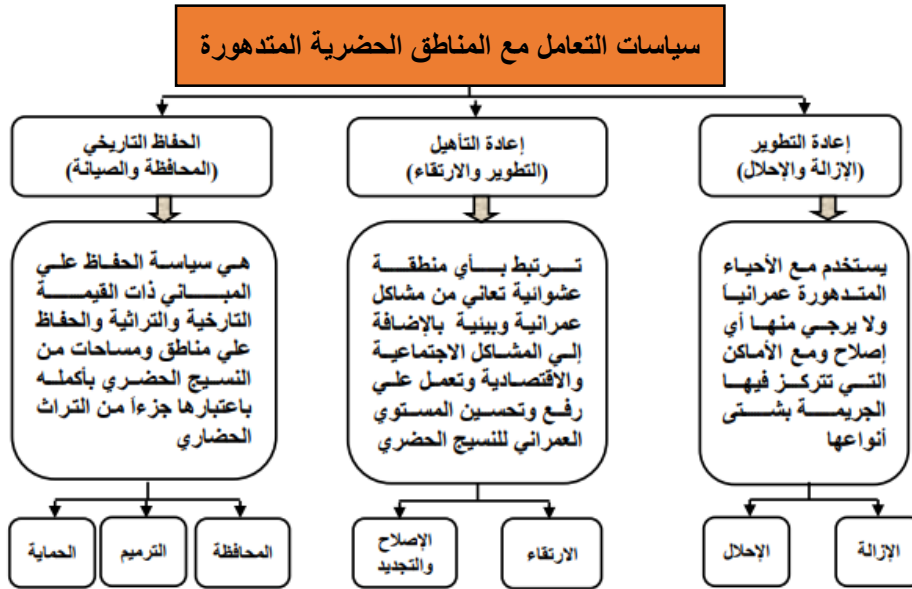 سياسات التعامل مع المناطق الحضرية المتدهورة
إعادة التطوير
(الإزالة والإحلال)
إعادة التأهيل
(التطوير والارتقاء)
الحفاظ التاريخي
(المحافظة والصيانة)
يستخدم مع الأحياء
المتدهورة عمرانياً
ولا يرجي منها أي
إصلاح ومع الأماكن
التي تتركز فيها
الجريمة بشتى
أنواعها
ترتبط بأي منطقة
عشوائية تعاني من مشاكل
عمرانية وبيئية بالإضافة
إلي المشاكل الاجتماعية
والاقتصادية وتعمل علي
رفع وتحسين المستوي
العمراني للنسيج الحضري
هي سياسة الحفاظ علي
المباني ذات القيمة
التارخية والتراثية والحفاظ
علي مناطق ومساحات من
النسيج الحضري بأكمله
باعتبارها جزءاً من التراث
الحضاري
الإزالة
الإحلال
الارتقاء
الإصلاح
والتجديد
المحافظة
الترميم
الحماية